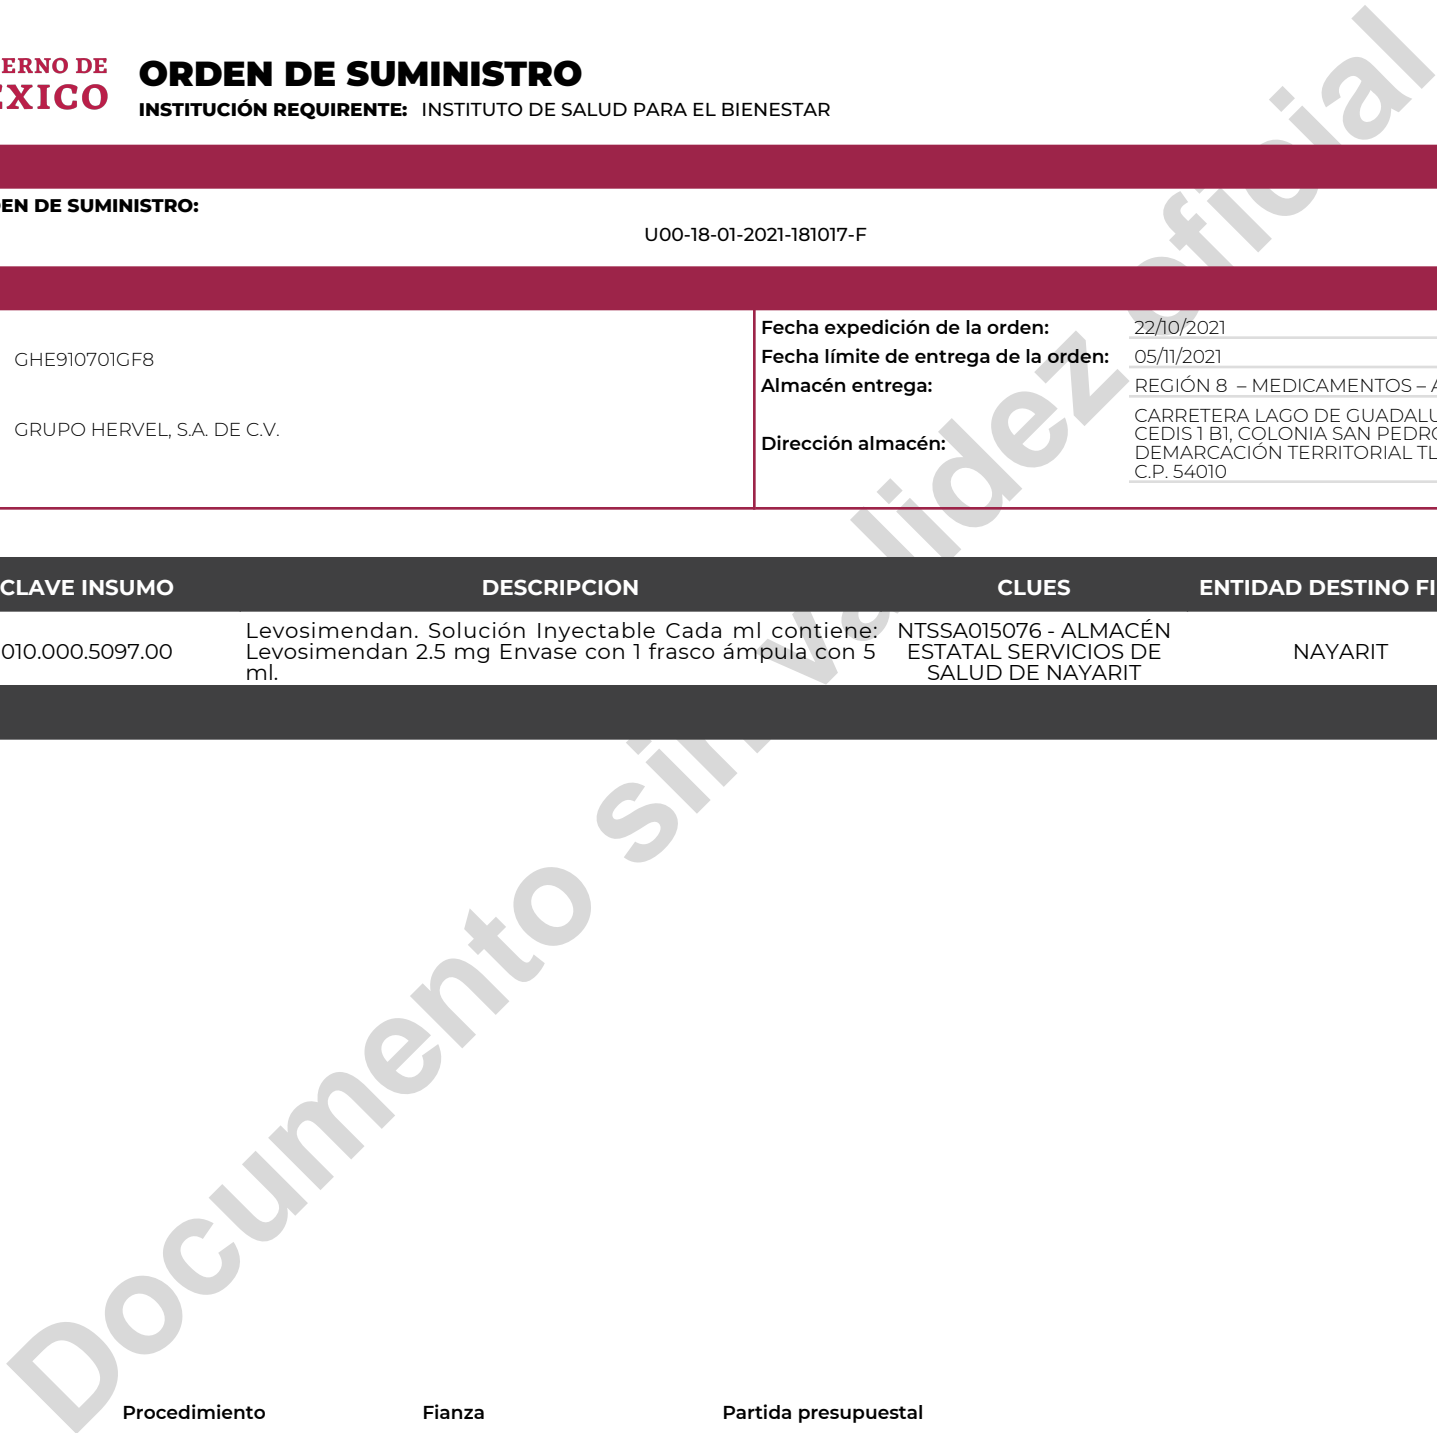 ERNO DE
ÉXICO
ORDEN DE SUMINISTRO
INSTITUCIÓN REQUIRENTE: INSTITUTO DE SALUD PARA EL BIENESTAR
EN DE SUMINISTRO:
U00-18-01-2021-181017-F
GHE910701GF8
GRUPO HERVEL, S.A. DE C.V.
Fecha expedición de la orden: 22/10/2021
Fecha límite de entrega de la orden: 05/11/2021
Almacén entrega: REGIÓN 8 – MEDICAMENTOS – A
Dirección almacén: CARRETERA LAGO DE GUADALU
CEDIS 1 B1, COLONIA SAN PEDRO
DEMARCACIÓN TERRITORIAL TL
C.P. 54010
CLAVE INSUMO DESCRIPCION CLUES ENTIDAD DESTINO FI
010.000.5097.00
Levosimendan. Solución Inyectable Cada ml contiene:
Levosimendan 2.5 mg Envase con 1 frasco ámpula con 5
ml.
NTSSA015076 - ALMACÉN
ESTATAL SERVICIOS DE
SALUD DE NAYARIT
NAYARIT
Documento sin validez oficial
Procedimiento Fianza Partida presupuestal